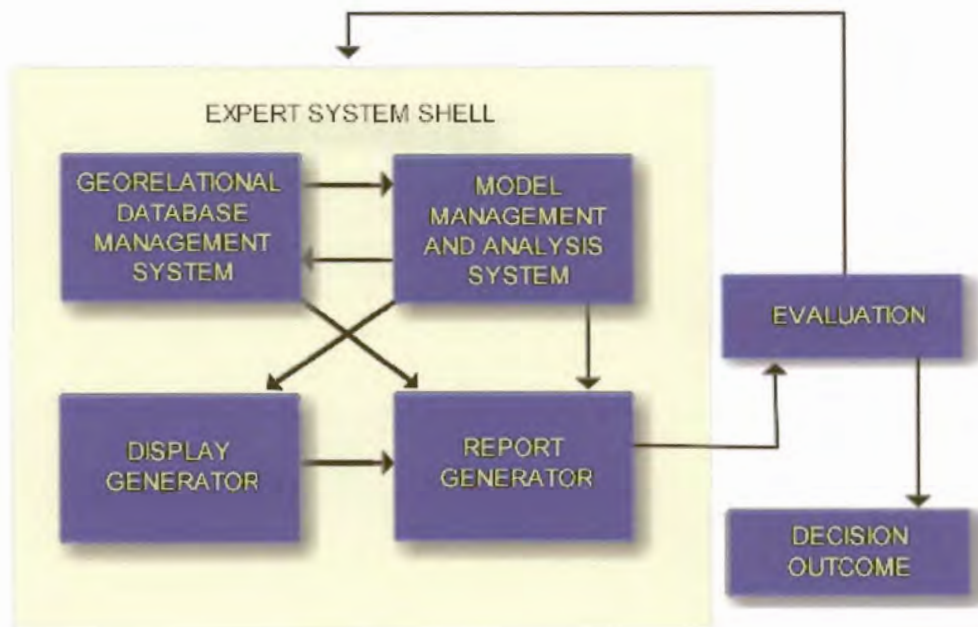 EXPERT SYSTEM SHELL
GEORELATIONAL
DATABASE
MANAGEMENT
SYSTEM
MODEL
MANAGEMENT
AND ANALYSIS
SYSTEM
EVALUATION
DISPLAY
GENERATOR
REPORT
GENERATOR
DECISION
OUTCOME